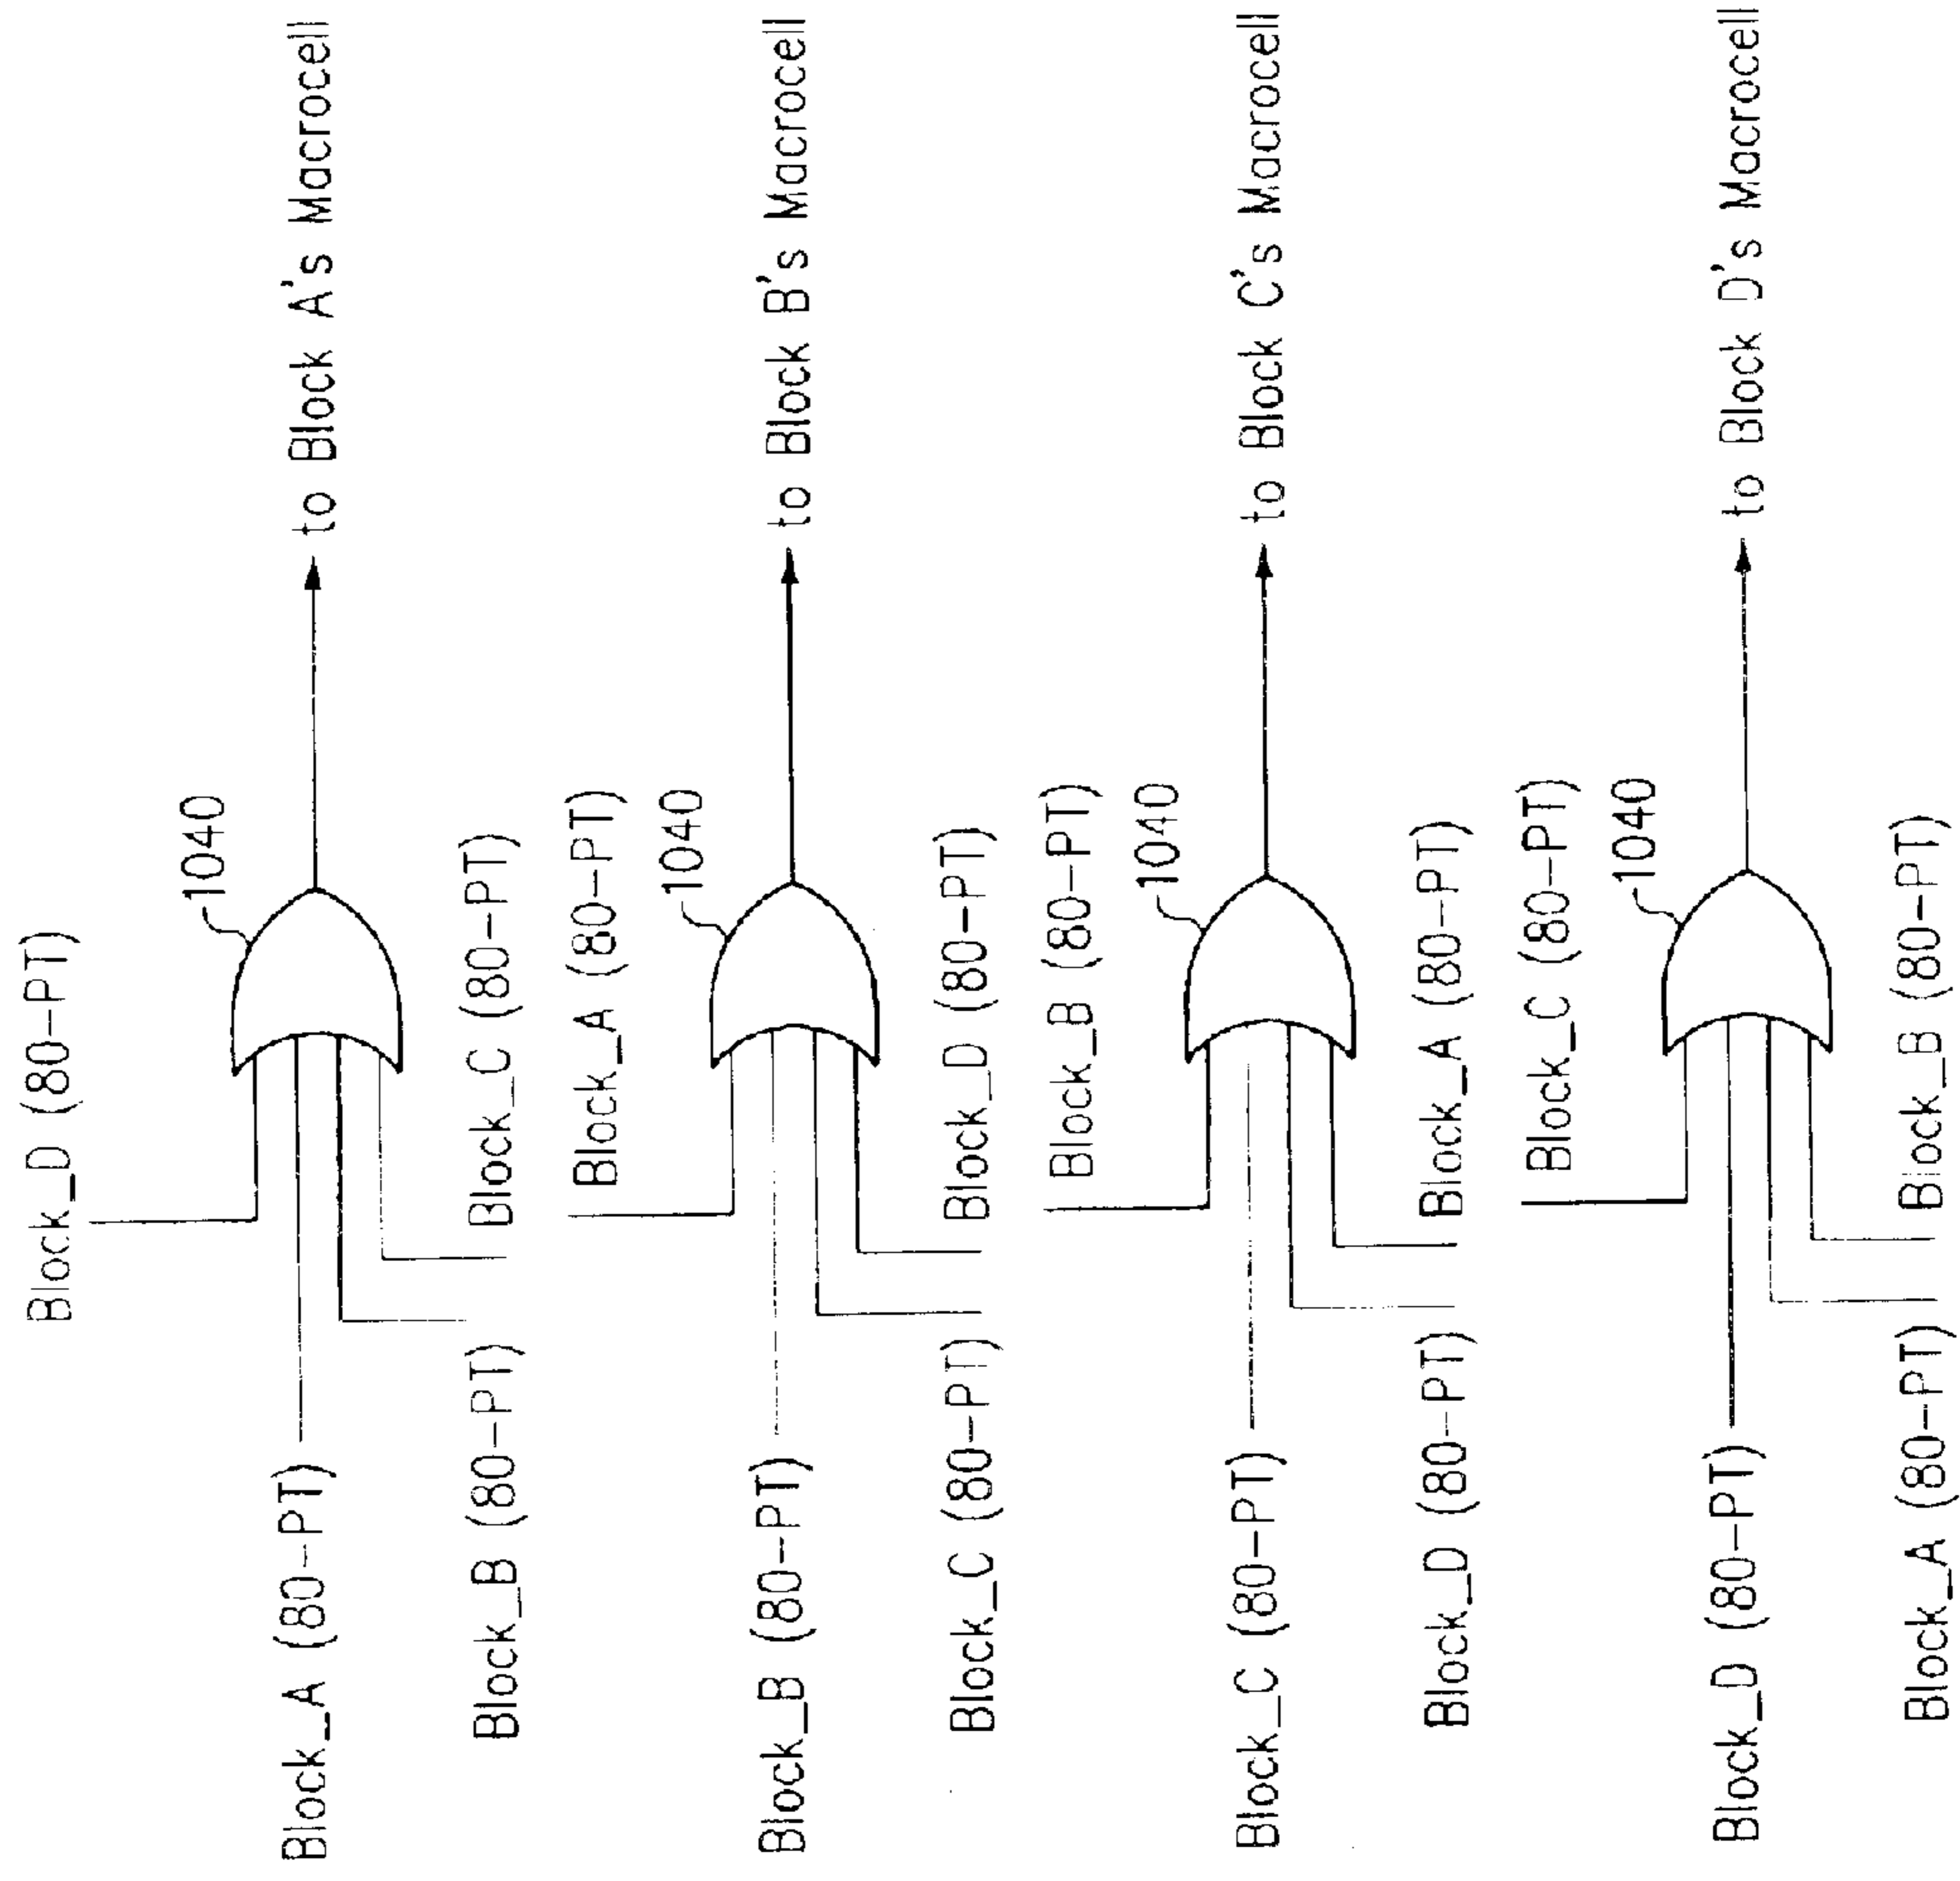 Block_D (80-PT)
1040
Block_A (80-PT)
to Block A's Macrocell
Block_B (80-PT)
Block_C (80-PT)
Block_A (80-PT)
1040
Block_B (80-PT)
to Block B's Macrocell
Block_C (80-PT)
Block_D (80-PT)
Block_B (80-PT)
1040
Block_C (80-PT)
to Block C's Macrocell
Block_D (80-PT)
Block_A (80-PT)
Block_C (80-PT)
1040
Block_D (80-PT)
to Block D's Macrocell
Block_A (80-PT)
Block_B (80-PT)